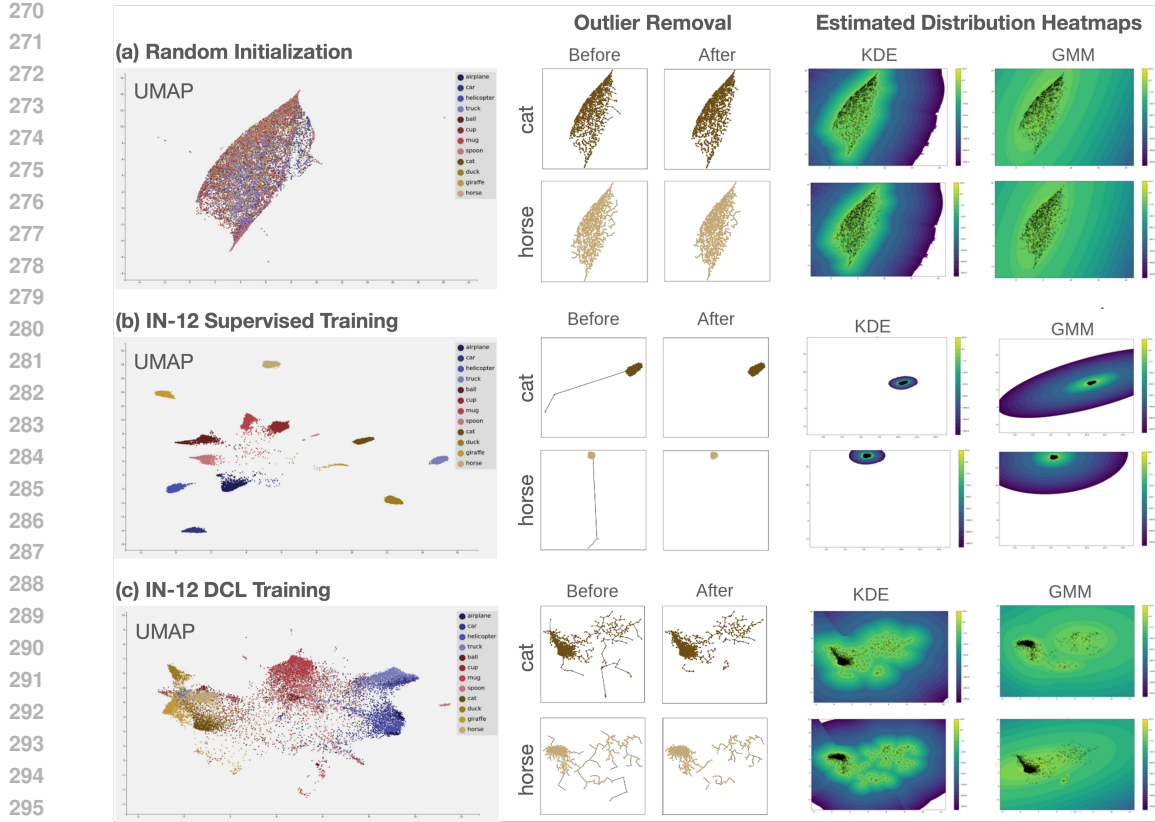 270
271
272
273
274
275
276
277
278
279
280
281
282
283
284
285
286
287
288
289
290
291
292
293
294
295
Outlier Removal
Estimated Distribution Heatmaps
(a) Random Initialization
Before
After
KDE
GMM
UMAP
airplane
car
helicopter
truck
ball
cup
mug
spoon
cat
duck
giraffe
horse
cat
horse
(b) IN-12 Supervised Training
Before
After
KDE
GMM
UMAP
airplane
car
helicopter
truck
ball
cup
mug
spoon
cat
duck
giraffe
horse
cat
horse
(c) IN-12 DCL Training
Before
After
KDE
GMM
UMAP
airplane
car
helicopter
truck
ball
cup
mug
spoon
cat
duck
giraffe
horse
cat
horse